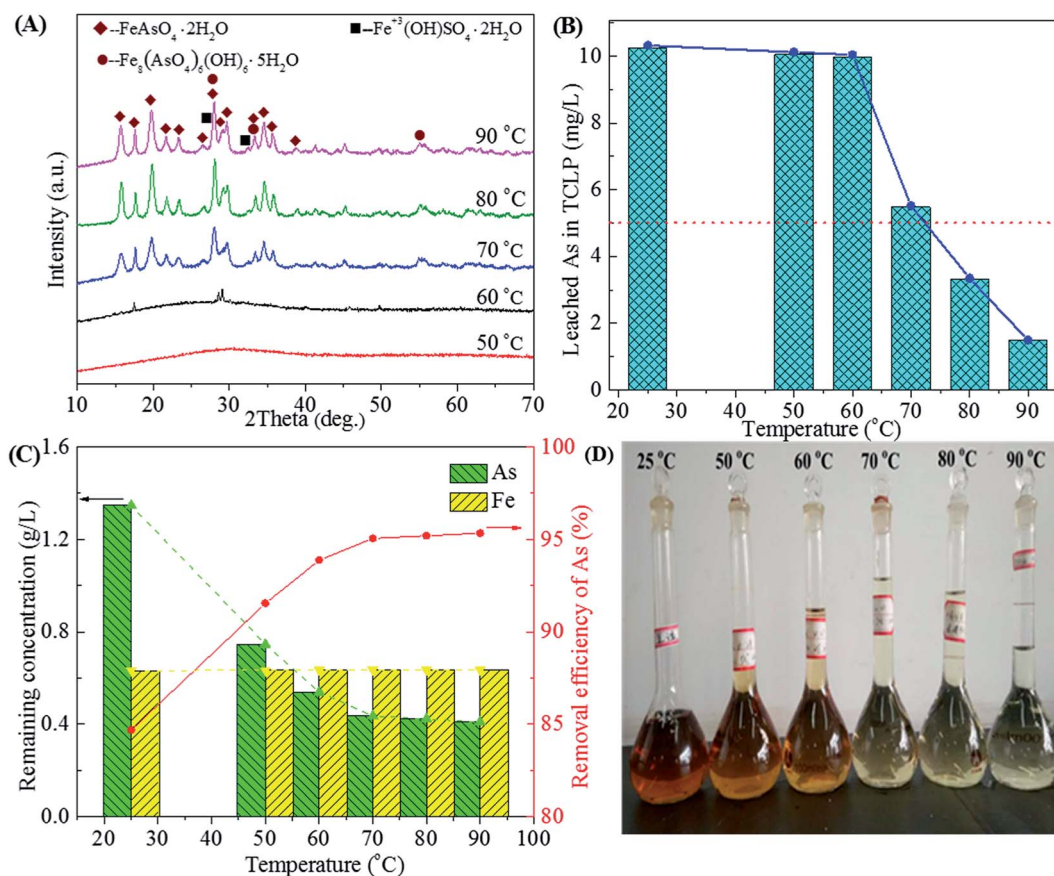 (A)
◆--FeAsO₄·2H₂O
■--Fe⁺³(OH)SO₄·2H₂O
●--Fe₈(AsO₄)₆(OH)₆·5H₂O
90 °C
80 °C
70 °C
60 °C
50 °C
Intensity (a.u.)
10 20 30 40 50 60 70
2Theta (deg.)
(B)
Leached As in TCLP (mg/L)
10
8
6
4
2
0
20 30 40 50 60 70 80 90
Temperature (°C)
(C)
As
Fe
Remaining concentration (g/L)
1.6
1.2
0.8
0.4
0.0
Removal efficiency of As (%)
100
95
90
85
80
20 30 40 50 60 70 80 90 100
Temperature (°C)
(D)
25 °C 50 °C 60 °C 70 °C 80 °C 90 °C